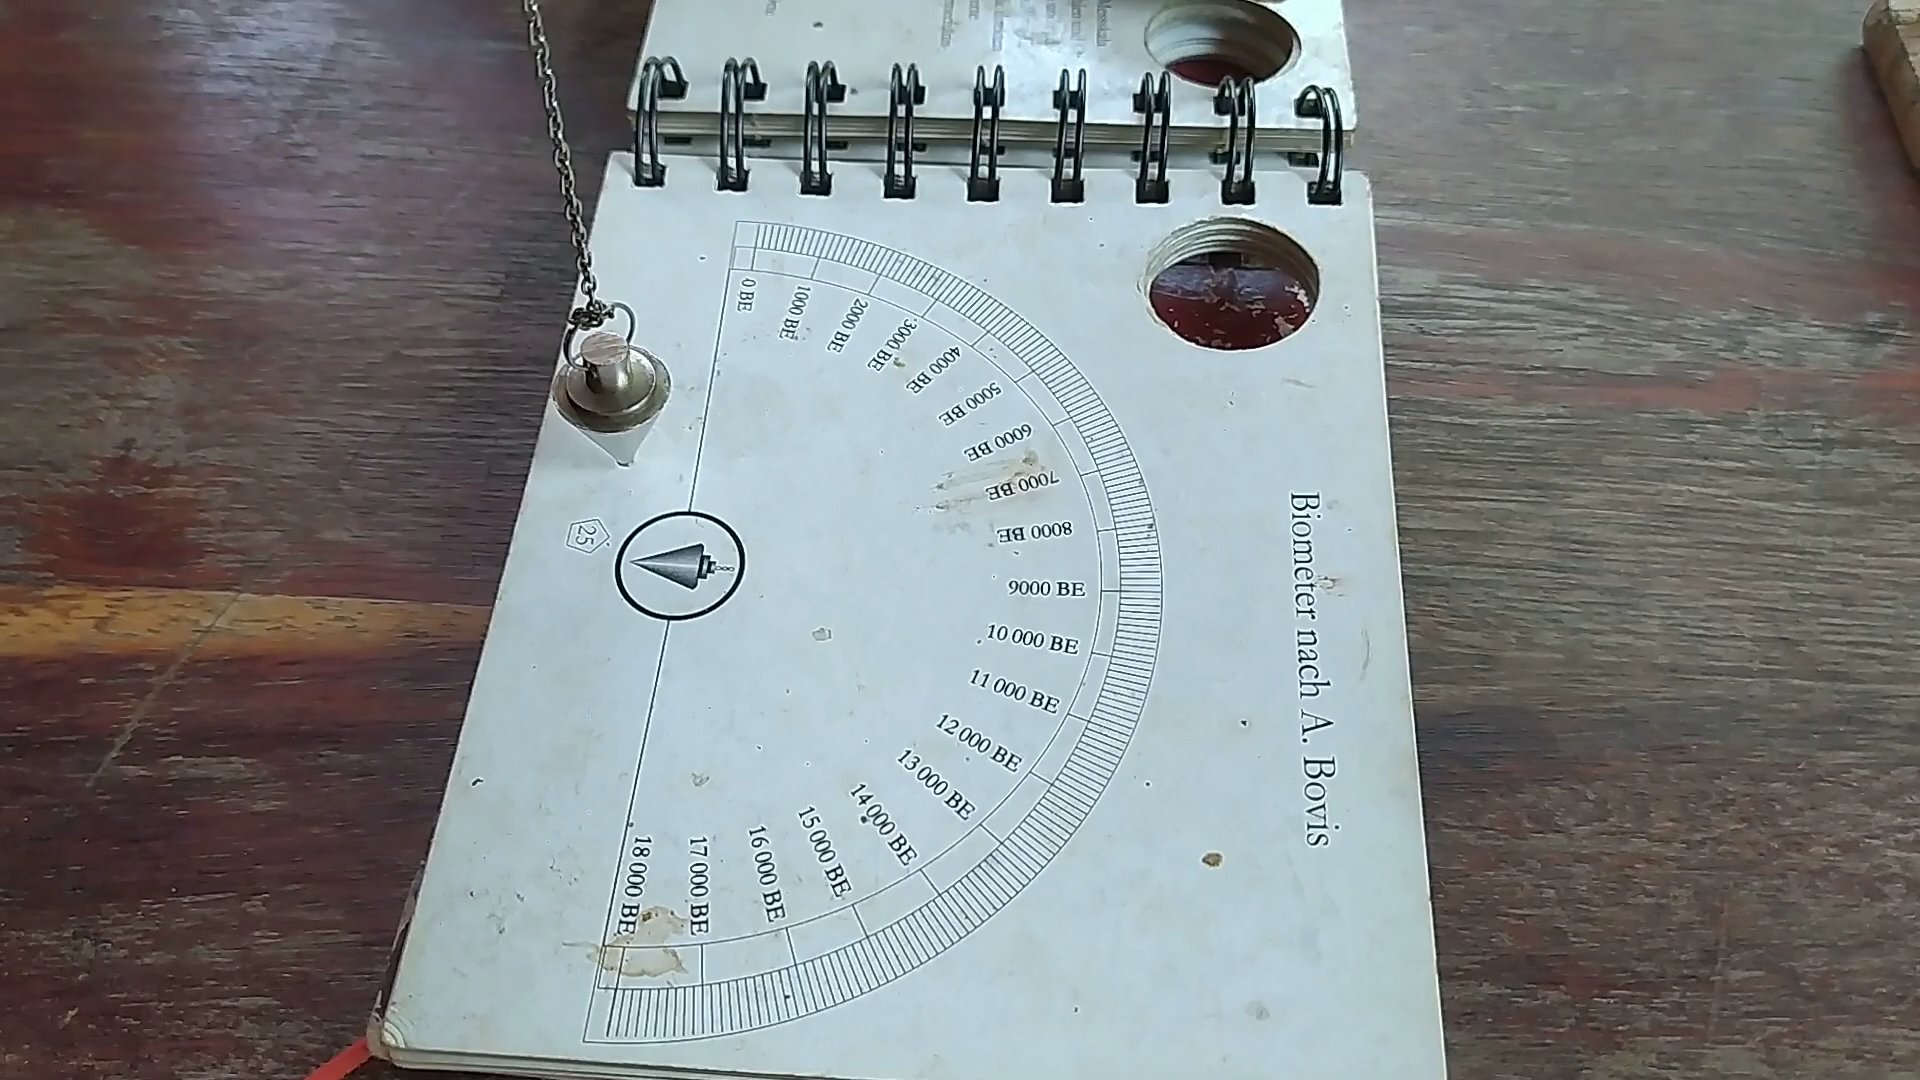 Biometer nach A. Bovis
0 BE
1000 BE
2000 BE
3000 BE
4000 BE
5000 BE
6000 BE
7000 BE
8000 BE
9000 BE
10 000 BE
11 000 BE
12 000 BE
13 000 BE
14 000 BE
15 000 BE
16 000 BE
17 000 BE
18 000 BE
25